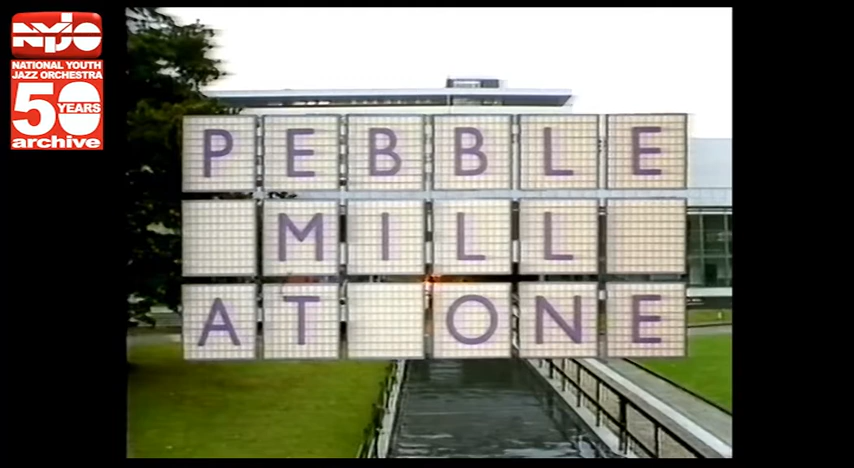 NYJO
NATIONAL YOUTH
JAZZ ORCHESTRA
50 YEARS
archive
PEBBLE
MILL
AT ONE